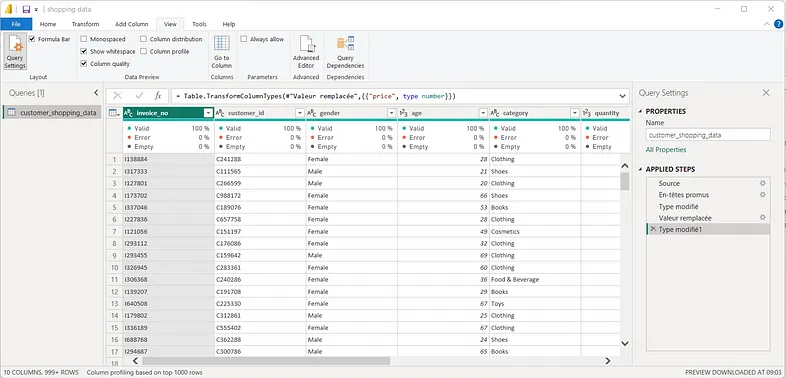 shopping data
File Home Transform Add Column View Tools Help
Query Settings
Formula Bar
Monospaced
Column distribution
Show whitespace
Column profile
Column quality
Go to Column
Always allow
Advanced Editor
Query Dependencies
Layout Data Preview Columns Parameters Advanced Dependencies
Queries [1]
customer_shopping_data
= Table.TransformColumnTypes(#"Valeur remplacée",{{"price", type number}})
invoice_no customer_id gender age category quantity
Valid 100 % Valid 100 % Valid 100 % Valid 100 % Valid 100 % Valid
Error 0 % Error 0 % Error 0 % Error 0 % Error 0 % Error
Empty 0 % Empty 0 % Empty 0 % Empty 0 % Empty 0 % Empty
1 I138884 C241288 Female 28 Clothing
2 I317333 C111565 Male 21 Shoes
3 I127801 C266599 Male 20 Clothing
4 I173702 C988172 Female 66 Shoes
5 I337046 C189076 Female 53 Books
6 I227836 C657758 Female 28 Clothing
7 I121056 C151197 Female 49 Cosmetics
8 I293112 C176086 Female 32 Clothing
9 I293455 C159642 Male 69 Clothing
10 I326945 C283361 Female 60 Clothing
11 I306368 C240286 Female 36 Food & Beverage
12 I139207 C191708 Female 29 Books
13 I640508 C225330 Female 67 Toys
14 I179802 C312861 Male 25 Clothing
15 I336189 C555402 Female 67 Clothing
16 I688768 C362288 Male 24 Shoes
17 I294687 C300786 Male 65 Books
18
Query Settings
PROPERTIES
Name
customer_shopping_data
All Properties
APPLIED STEPS
Source
En-têtes promus
Type modifié
Valeur remplacée
Type modifié1
10 COLUMNS, 999+ ROWS Column profiling based on top 1000 rows PREVIEW DOWNLOADED AT 09:03